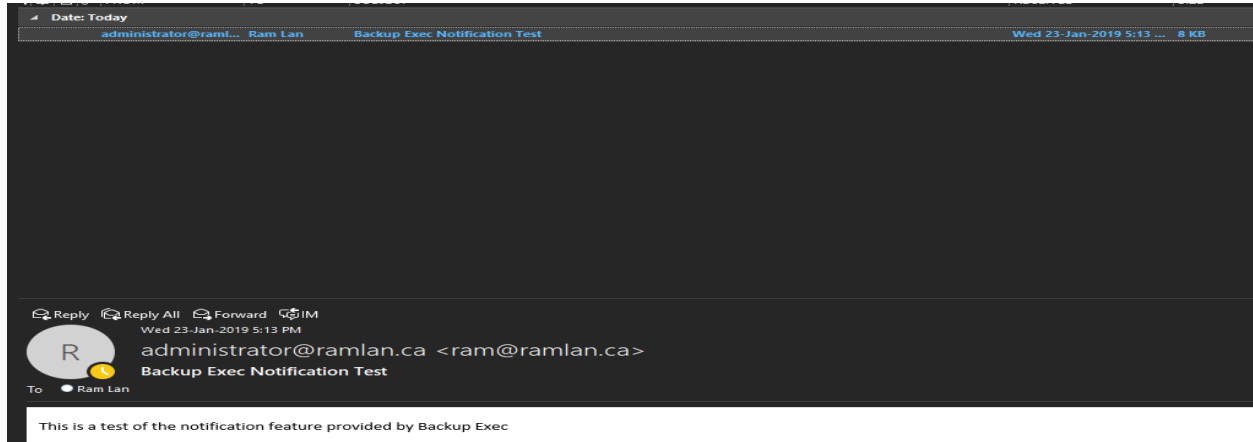 Date: Today
administrator@raml... Ram Lan Backup Exec Notification Test Wed 23-Jan-2019 5:13 ... 8 KB
Reply Reply All Forward IM
Wed 23-Jan-2019 5:13 PM
R
administrator@ramlan.ca <ram@ramlan.ca>
Backup Exec Notification Test
To Ram Lan
This is a test of the notification feature provided by Backup Exec